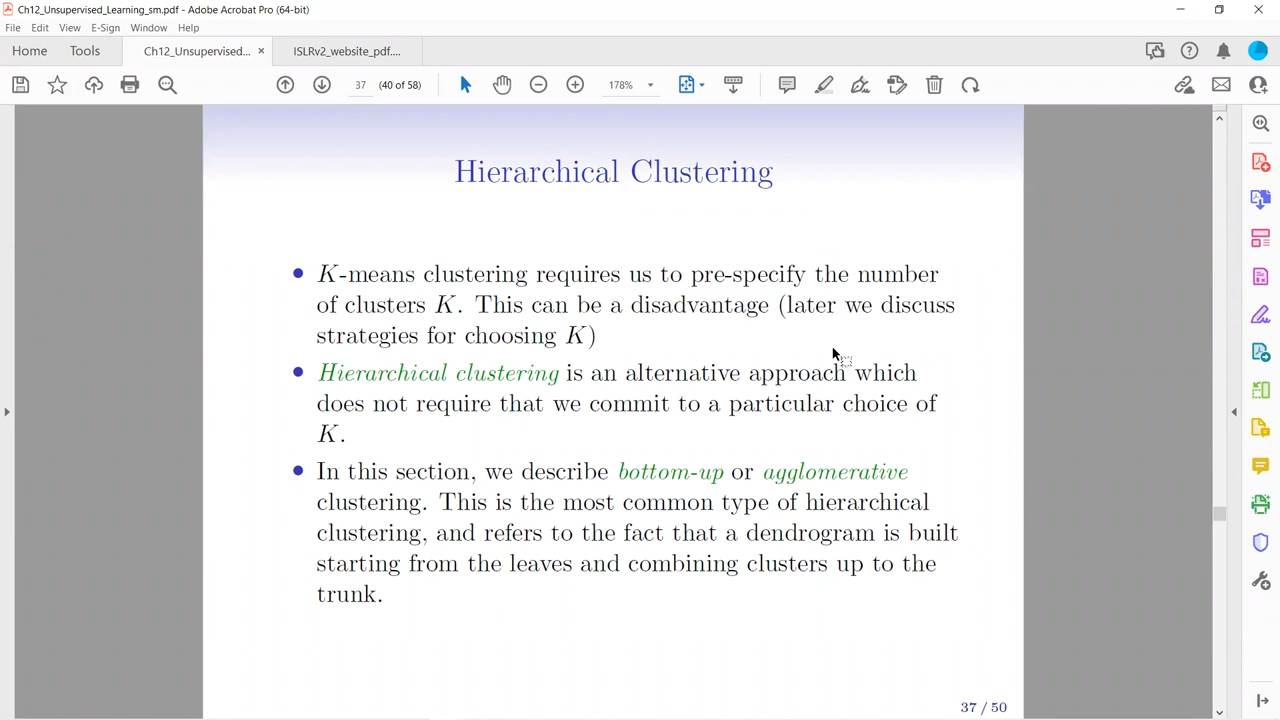 Ch12_Unsupervised_Learning_sm.pdf - Adobe Acrobat Pro (64-bit)
File Edit View E-Sign Window Help
Home Tools Ch12_Unsupervised... × ISLRv2_website_pdf....
37 (40 of 58) 178%
Hierarchical Clustering
• K-means clustering requires us to pre-specify the number
of clusters K. This can be a disadvantage (later we discuss
strategies for choosing K)
• Hierarchical clustering is an alternative approach which
does not require that we commit to a particular choice of
K.
• In this section, we describe bottom-up or agglomerative
clustering. This is the most common type of hierarchical
clustering, and refers to the fact that a dendrogram is built
starting from the leaves and combining clusters up to the
trunk.
37 / 50